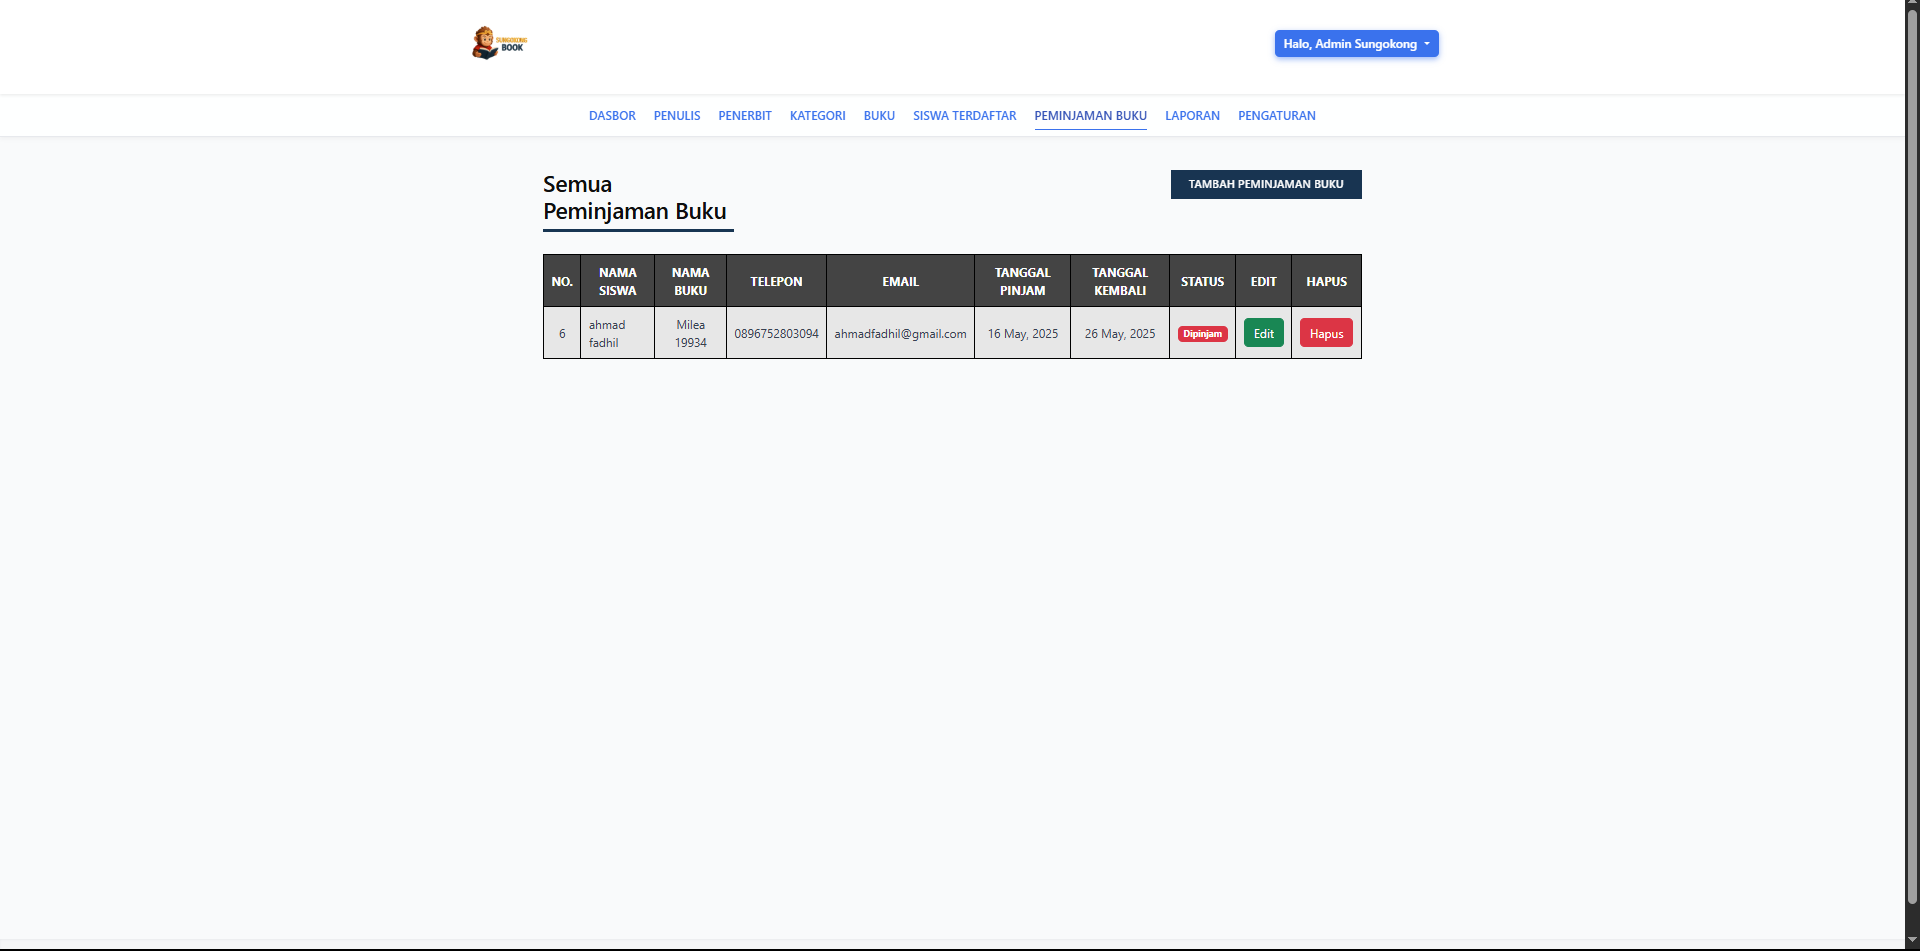 SUNGOKONG
BOOK
Halo, Admin Sungokong
DASBOR PENULIS PENERBIT KATEGORI BUKU SISWA TERDAFTAR PEMINJAMAN BUKU LAPORAN PENGATURAN
Semua
Peminjaman Buku
TAMBAH PEMINJAMAN BUKU
NO. NAMA SISWA NAMA BUKU TELEPON EMAIL TANGGAL PINJAM TANGGAL KEMBALI STATUS EDIT HAPUS
6 ahmad fadhil Milea 19934 0896752803094 ahmadfadhil@gmail.com 16 May, 2025 26 May, 2025 Dipinjam Edit Hapus